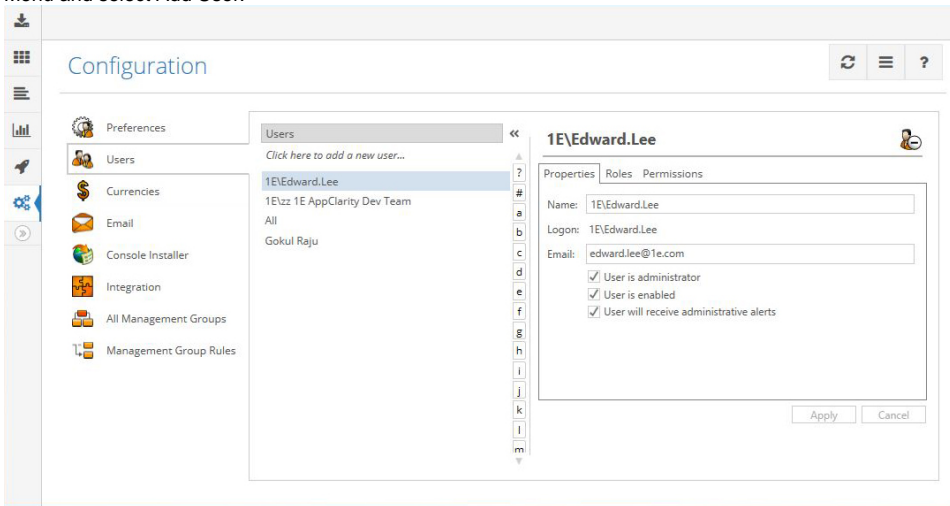 Menu and select Add User.
Configuration
?
Preferences
Users
Currencies
Email
Console Installer
Integration
All Management Groups
Management Group Rules
Users
Click here to add a new user...
1E\Edward.Lee
1E\zz 1E AppClarity Dev Team
All
Gokul Raju
«
?
#
a
b
c
d
e
f
g
h
i
j
k
l
m
1E\Edward.Lee
Properties Roles Permissions
Name: 1E\Edward.Lee
Logon: 1E\Edward.Lee
Email: edward.lee@1e.com
User is administrator
User is enabled
User will receive administrative alerts
Apply Cancel